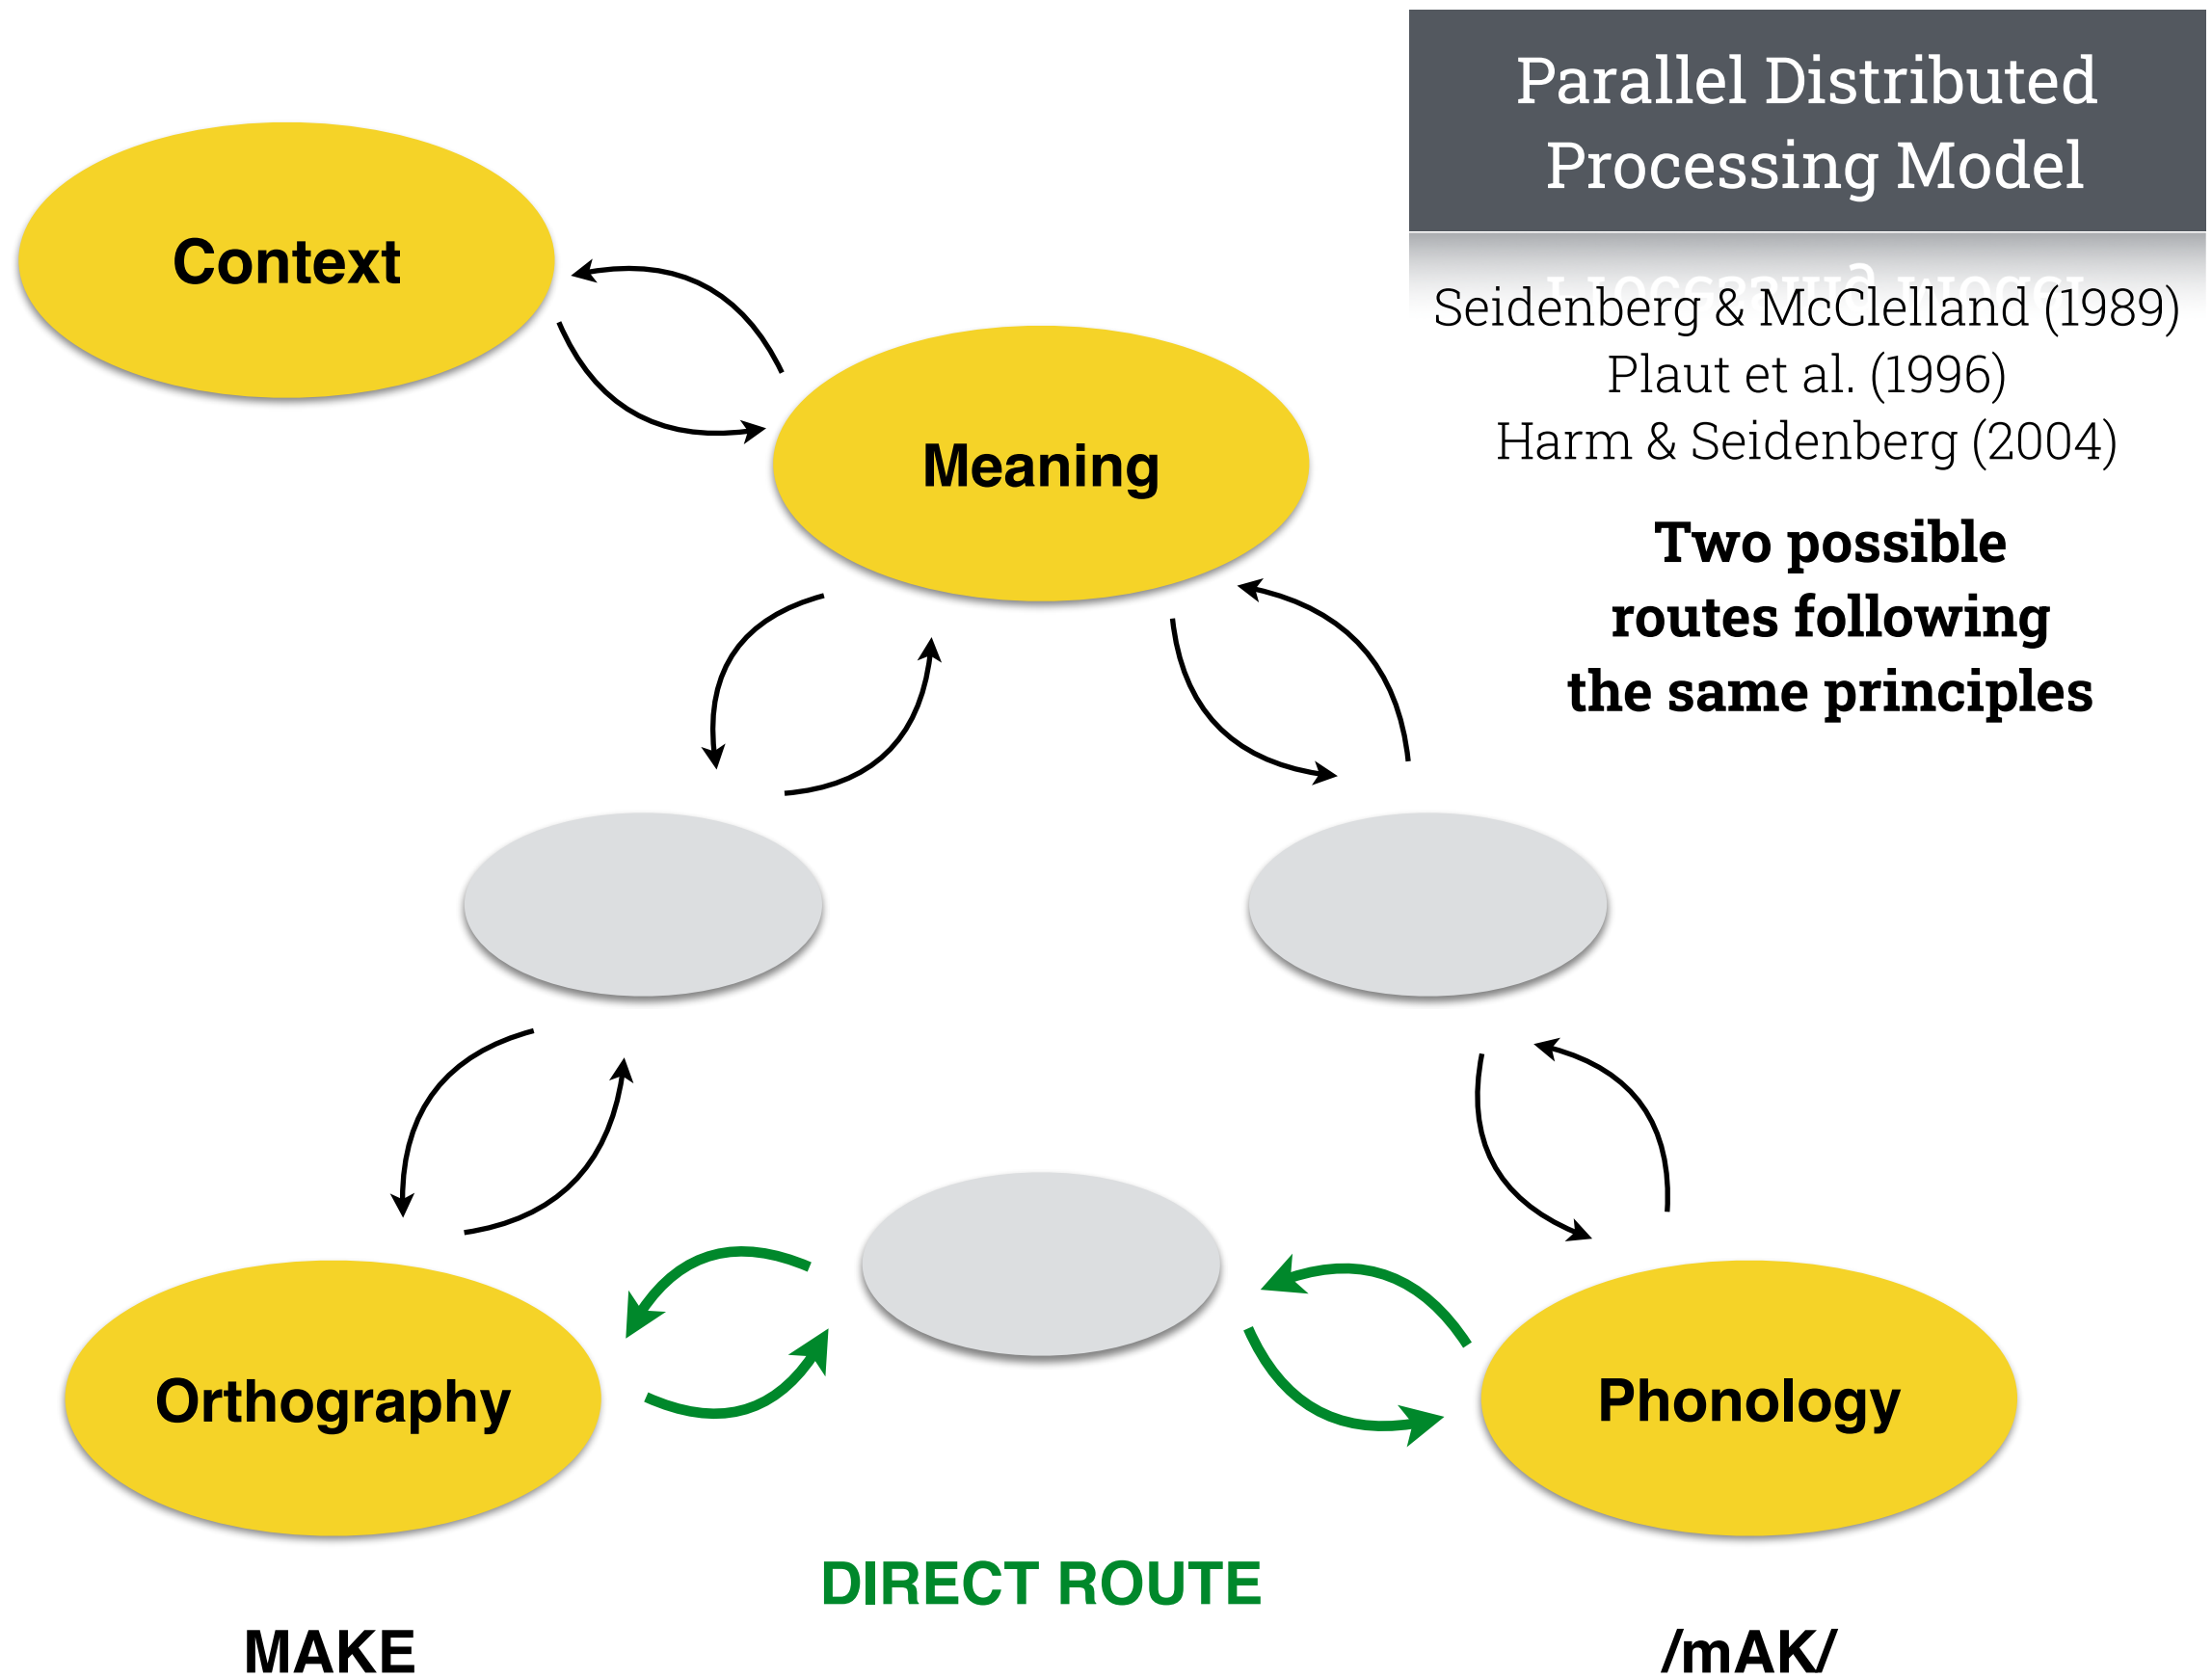 Parallel Distributed
Processing Model
Seidenberg & McClelland (1989)
Plaut et al. (1996)
Harm & Seidenberg (2004)
Two possible
routes following
the same principles
Context
Meaning
Orthography
Phonology
DIRECT ROUTE
MAKE
/mAK/